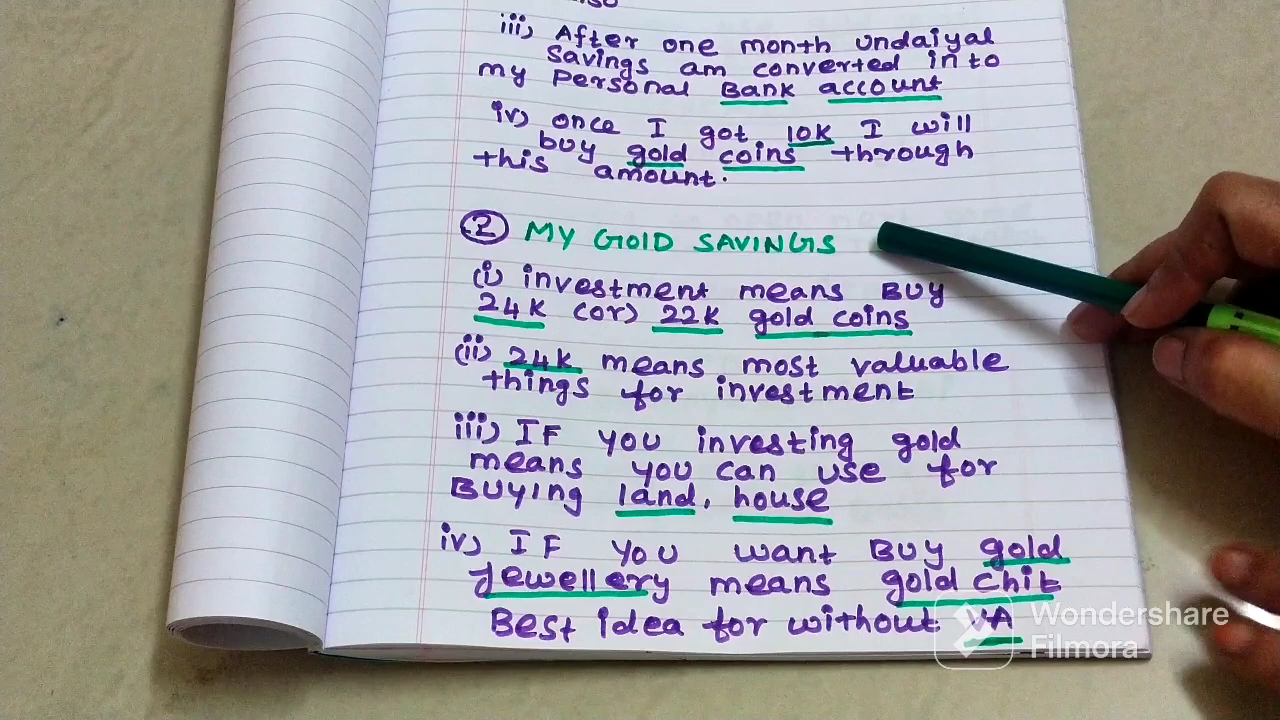 iii) After one month Undaiyal
savings am converted in to
my Personal Bank account
iv) once I got 10K I will
buy gold coins through
this amount.
2 MY GOLD SAVINGS
(i) investment means BUY
24K (or) 22K gold coins
(ii) 24K means most valuable
things for investment
iii) IF you investing gold
means you can use for
Buying land, house
iv) IF you want Buy gold
Jewellery means gold chit
Best idea for without VA
Wondershare
Filmora